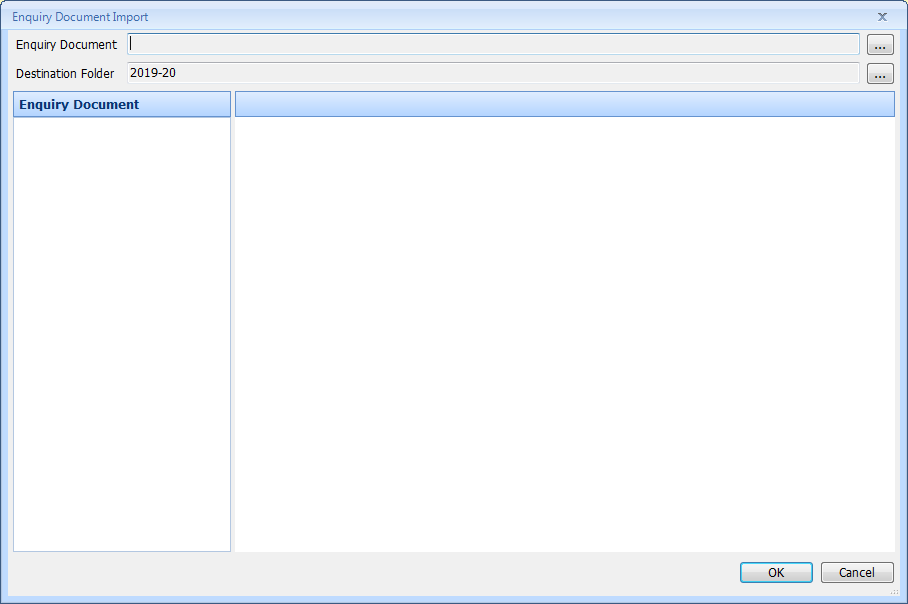 Enquiry Document Import
Enquiry Document ...
Destination Folder 2019-20 ...
Enquiry Document
OK Cancel